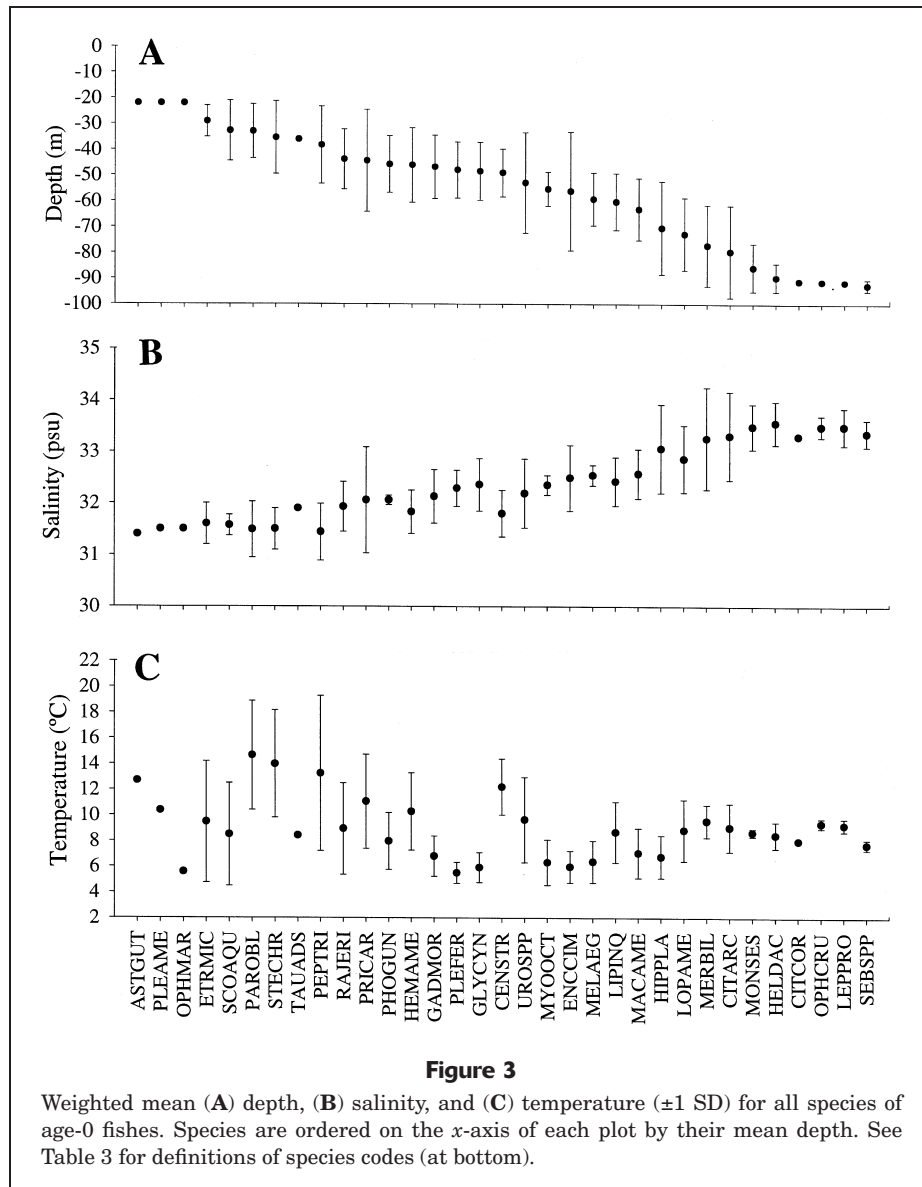 A
0
-10
-20
-30
-40
-50
-60
-70
-80
-90
-100
Depth (m)
B
35
34
33
32
31
30
Salinity (psu)
C
22
20
18
16
14
12
10
8
6
4
2
Temperature (ºC)
ASTGUT
PLEAME
OPHMAR
ETRMIC
SCOAQU
PAROBL
STECHR
TAUADS
PEPTRI
RAJERI
PRICAR
PHOGUN
HEMAME
GADMOR
PLEFER
GLYCYN
CENSTR
UROSPP
MYOOCT
ENCCIM
MELAEG
LIPINQ
MACAME
HIPPLA
LOPAME
MERBIL
CITARC
MONSES
HELDAC
CITCOR
OPHCRU
LEPPRO
SEBSPP
Figure 3
Weighted mean (A) depth, (B) salinity, and (C) temperature (±1 SD) for all species of
age-0 fishes. Species are ordered on the x-axis of each plot by their mean depth. See
Table 3 for definitions of species codes (at bottom).